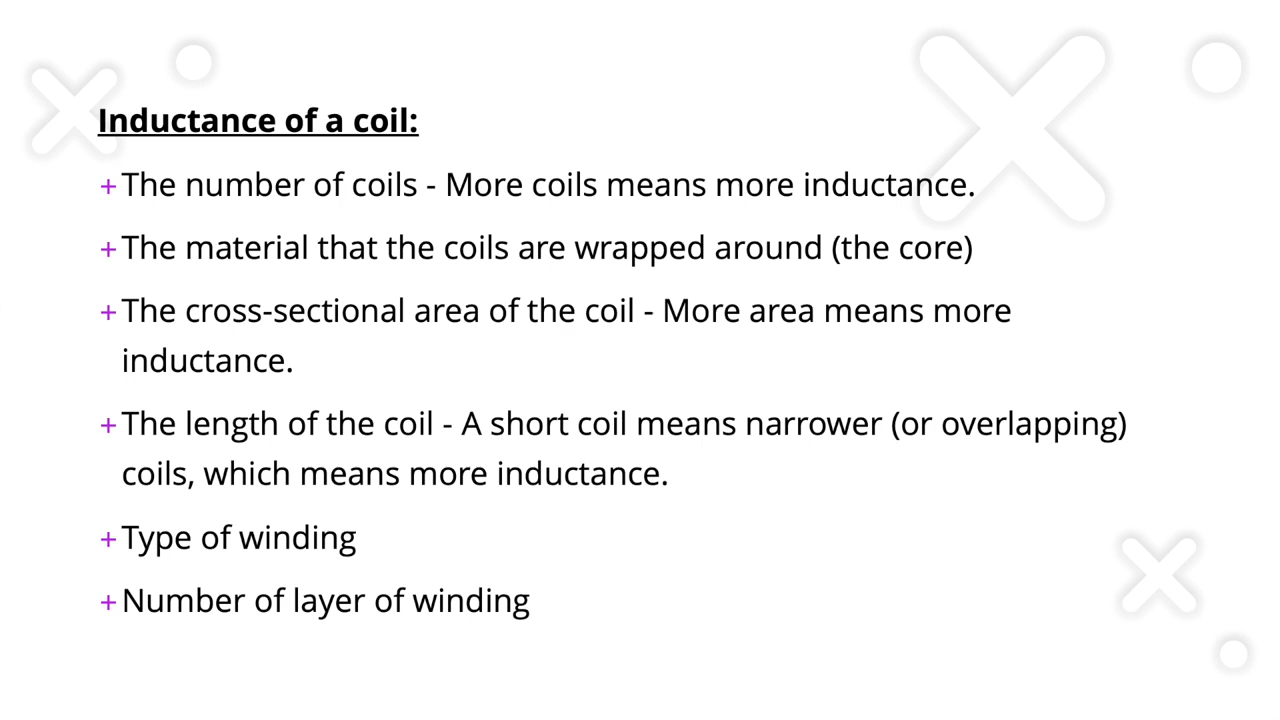 Inductance of a coil:
+ The number of coils - More coils means more inductance.
+ The material that the coils are wrapped around (the core)
+ The cross-sectional area of the coil - More area means more
inductance.
+ The length of the coil - A short coil means narrower (or overlapping)
coils, which means more inductance.
+ Type of winding
+ Number of layer of winding